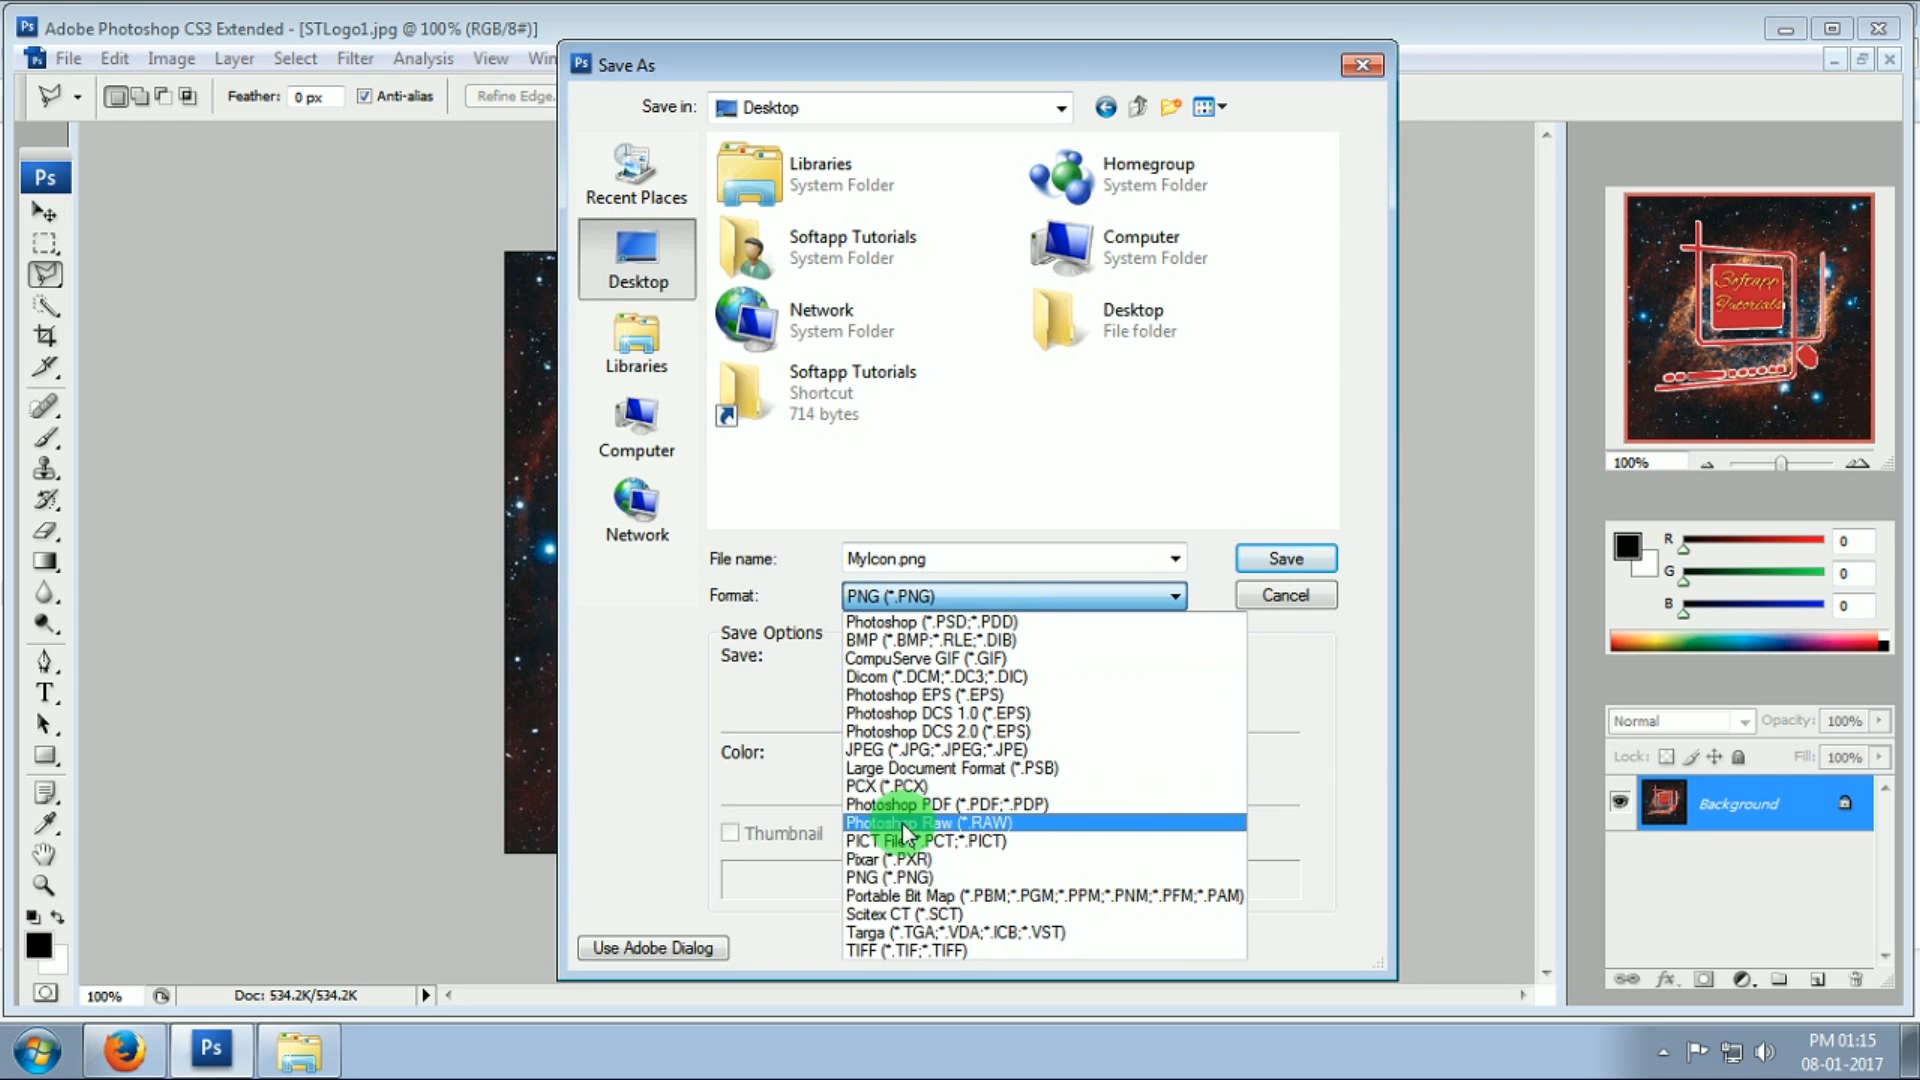 Adobe Photoshop CS3 Extended - [STLogo1.jpg @ 100% (RGB/8#)]
File Edit Image Layer Select Filter Analysis View Win
Feather: 0 px Anti-alias Refine Edge.
Ps
Save As
Save in: Desktop
Recent Places
Desktop
Libraries
Computer
Network
Libraries
System Folder
Homegroup
System Folder
Softapp Tutorials
System Folder
Computer
System Folder
Network
System Folder
Desktop
File folder
Softapp Tutorials
Shortcut
714 bytes
File name: MyIcon.png Save
Format: PNG (*.PNG) Cancel
Save Options
Save:
Color:
Thumbnail
Photoshop (*.PSD;*.PDD)
BMP (*.BMP;*.RLE;*.DIB)
CompuServe GIF (*.GIF)
Dicom (*.DCM;*.DC3;*.DIC)
Photoshop EPS (*.EPS)
Photoshop DCS 1.0 (*.EPS)
Photoshop DCS 2.0 (*.EPS)
JPEG (*.JPG;*.JPEG;*.JPE)
Large Document Format (*.PSB)
PCX (*.PCX)
Photoshop PDF (*.PDF;*.PDP)
Photoshop Raw (*.RAW)
PICT File (*.PCT;*.PICT)
Pixar (*.PXR)
PNG (*.PNG)
Portable Bit Map (*.PBM;*.PGM;*.PPM;*.PNM;*.PFM;*.PAM)
Scitex CT (*.SCT)
Targa (*.TGA;*.VDA;*.ICB;*.VST)
TIFF (*.TIF;*.TIFF)
Use Adobe Dialog
Softapp
Tutorials
100%
R 0
G 0
B 0
Normal Opacity: 100%
Lock: Fill: 100%
Background
100% Doc: 534.2K/534.2K
Ps
PM 01:15
08-01-2017